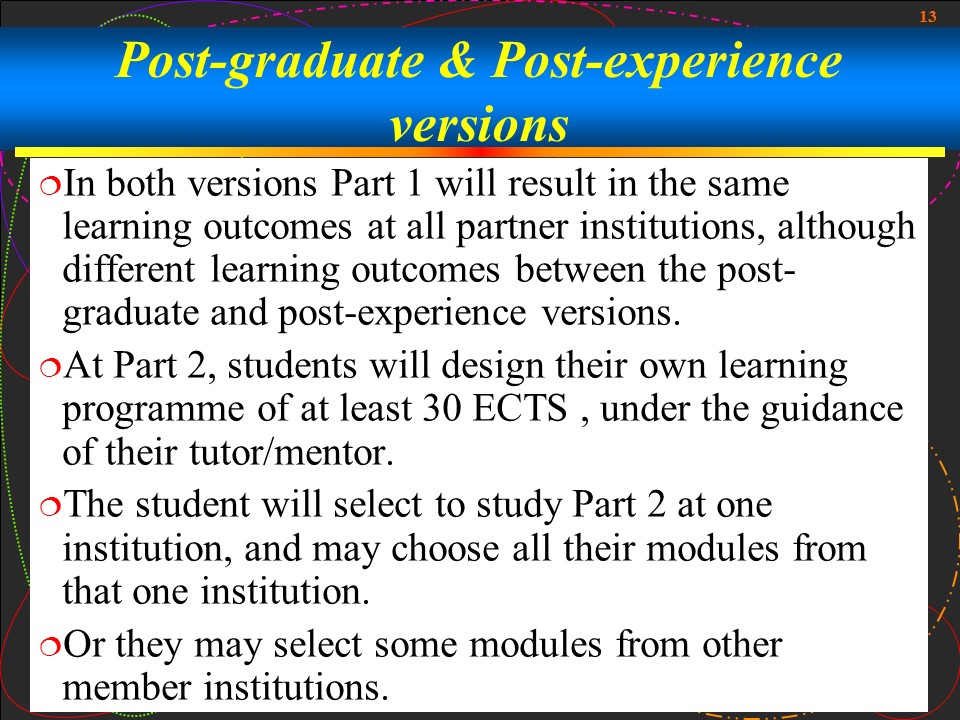 13
Post-graduate & Post-experience
versions
❍In both versions Part 1 will result in the same
learning outcomes at all partner institutions, although
different learning outcomes between the post-
graduate and post-experience versions.
❍At Part 2, students will design their own learning
programme of at least 30 ECTS , under the guidance
of their tutor/mentor.
❍The student will select to study Part 2 at one
institution, and may choose all their modules from
that one institution.
❍Or they may select some modules from other
member institutions.